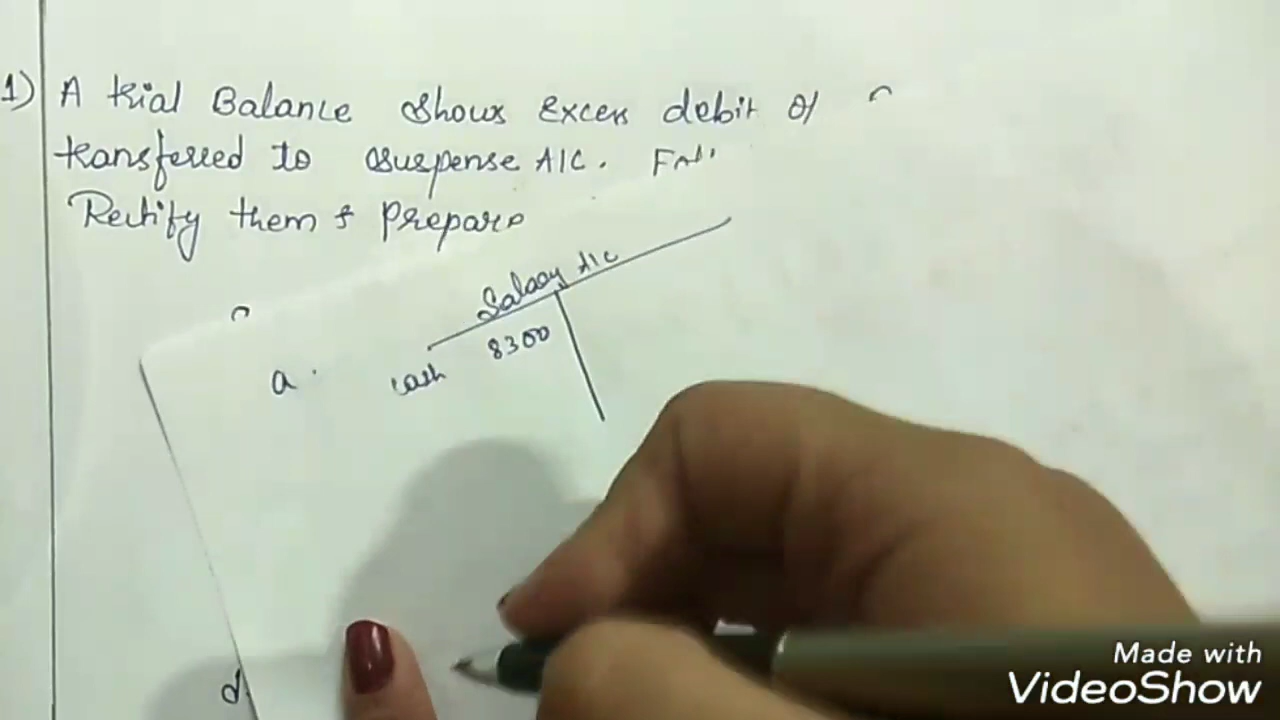 1) A trial Balance shows excess debit of
transferred to suspense A/C.
Rectify them & prepare
Salary A/C
8300
a.
cash
d
Made with
VideoShow